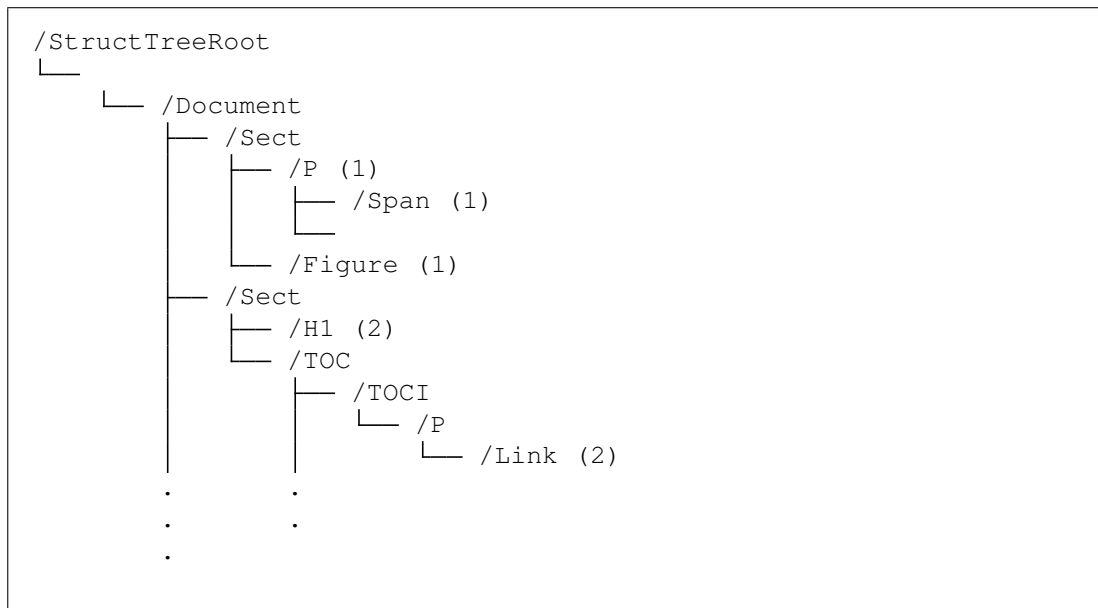 /StructTreeRoot
└──
    └── /Document
        ├── /Sect
        │   ├── /P (1)
        │   │   ├── /Span (1)
        │   │   └──
        │   └── /Figure (1)
        ├── /Sect
        │   ├── /H1 (2)
        │   └── /TOC
        │       ├── /TOCI
        │       │   └── /P
        │       │       └── /Link (2)
        .       .
        .       .
        .